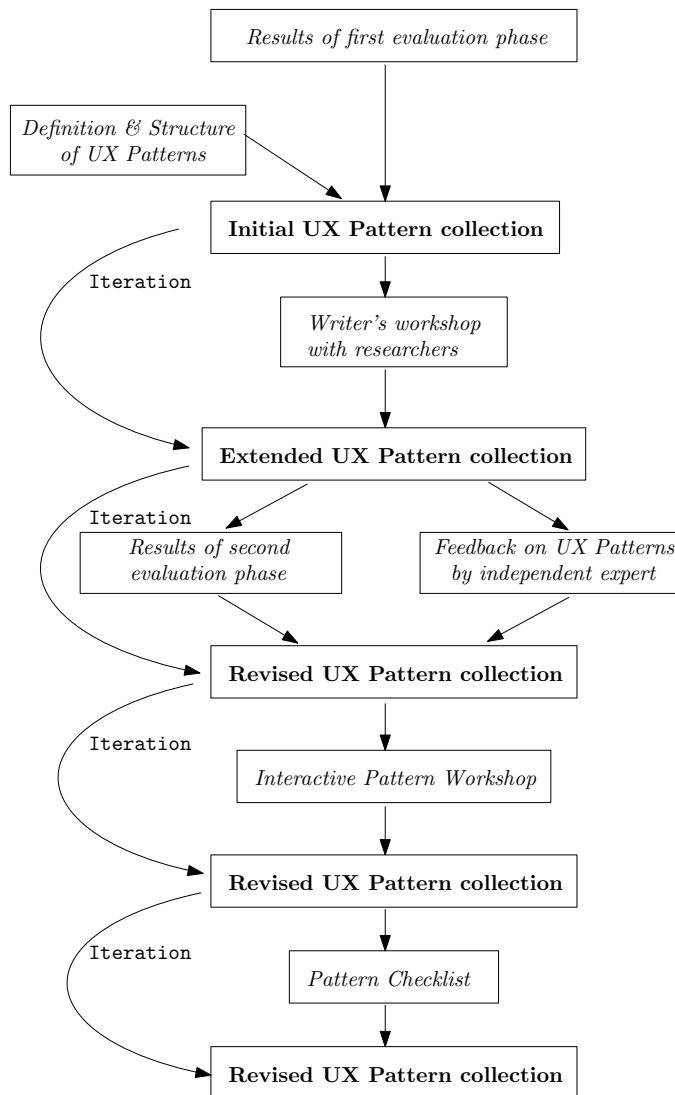 Results of first evaluation phase
Definition & Structure
of UX Patterns
Initial UX Pattern collection
Iteration
Writer's workshop
with researchers
Extended UX Pattern collection
Iteration
Results of second
evaluation phase
Feedback on UX Patterns
by independent expert
Revised UX Pattern collection
Iteration
Interactive Pattern Workshop
Revised UX Pattern collection
Iteration
Pattern Checklist
Revised UX Pattern collection